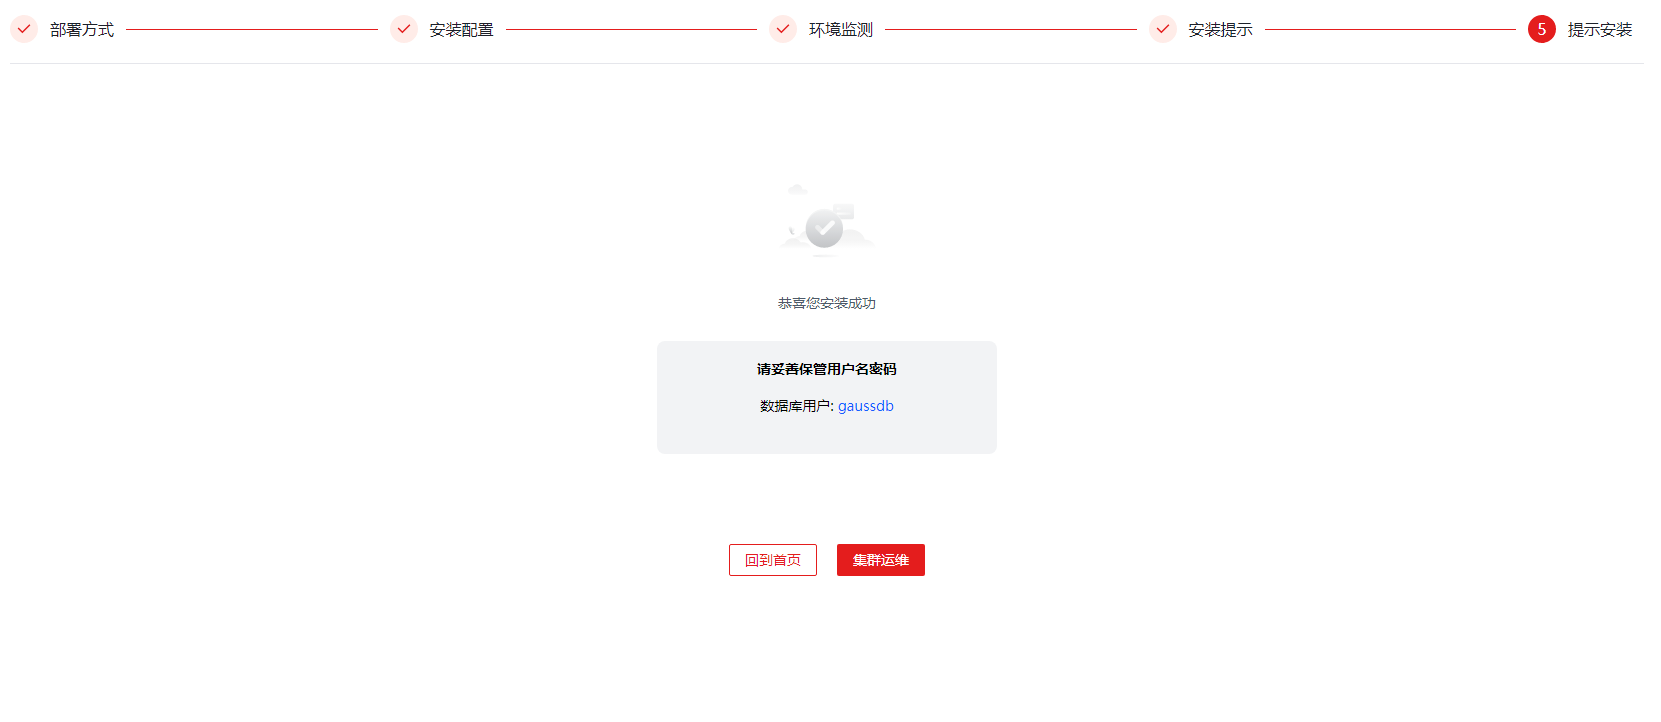 部署方式 安装配置 环境监测 安装提示 5 提示安装
恭喜您安装成功
请妥善保管用户名密码
数据库用户: gaussdb
回到首页 集群运维